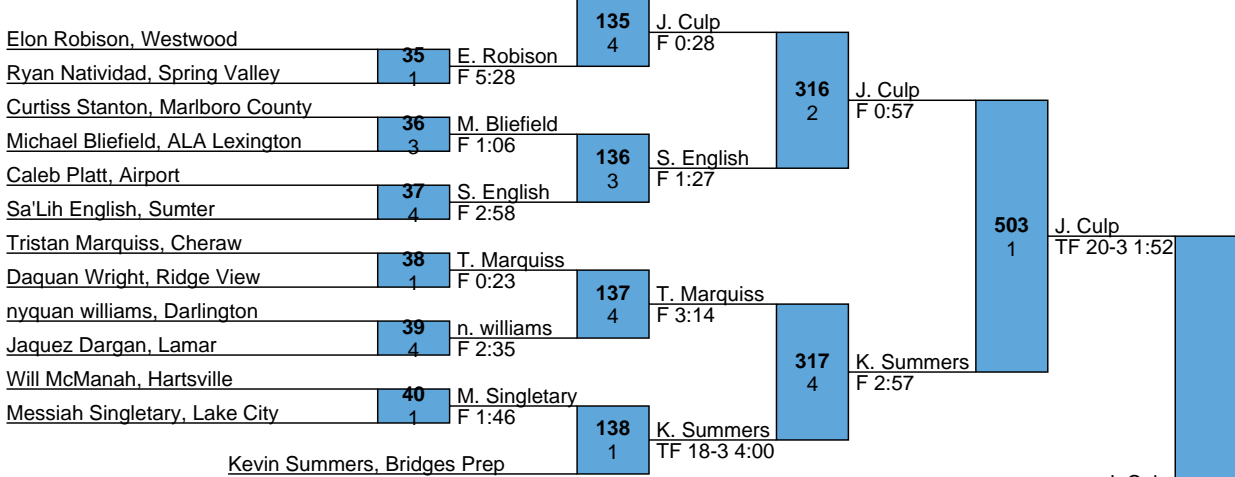 135
4
J. Culp
F 0:28
Elon Robison, Westwood
35
1
E. Robison
F 5:28
Ryan Natividad, Spring Valley
316
2
J. Culp
F 0:57
Curtiss Stanton, Marlboro County
36
3
M. Bliefield
F 1:06
Michael Bliefield, ALA Lexington
136
3
S. English
F 1:27
Caleb Platt, Airport
37
4
S. English
F 2:58
Sa'Lih English, Sumter
503
1
J. Culp
TF 20-3 1:52
Tristan Marquiss, Cheraw
38
1
T. Marquiss
F 0:23
Daquan Wright, Ridge View
137
4
T. Marquiss
F 3:14
nyquan williams, Darlington
39
4
n. williams
F 2:35
Jaquez Dargan, Lamar
317
4
K. Summers
F 2:57
Will McManah, Hartsville
40
1
M. Singletary
F 1:46
Messiah Singletary, Lake City
138
1
K. Summers
TF 18-3 4:00
Kevin Summers, Bridges Prep